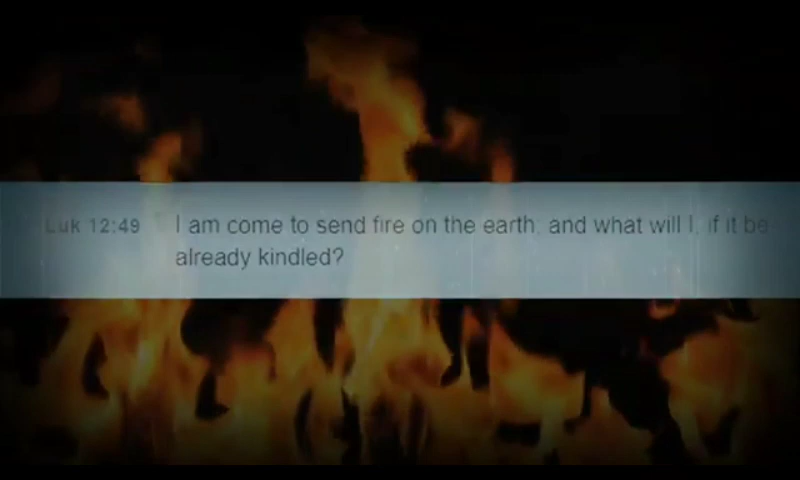 Luk 12:49 I am come to send fire on the earth, and what will I, if it be
already kindled?